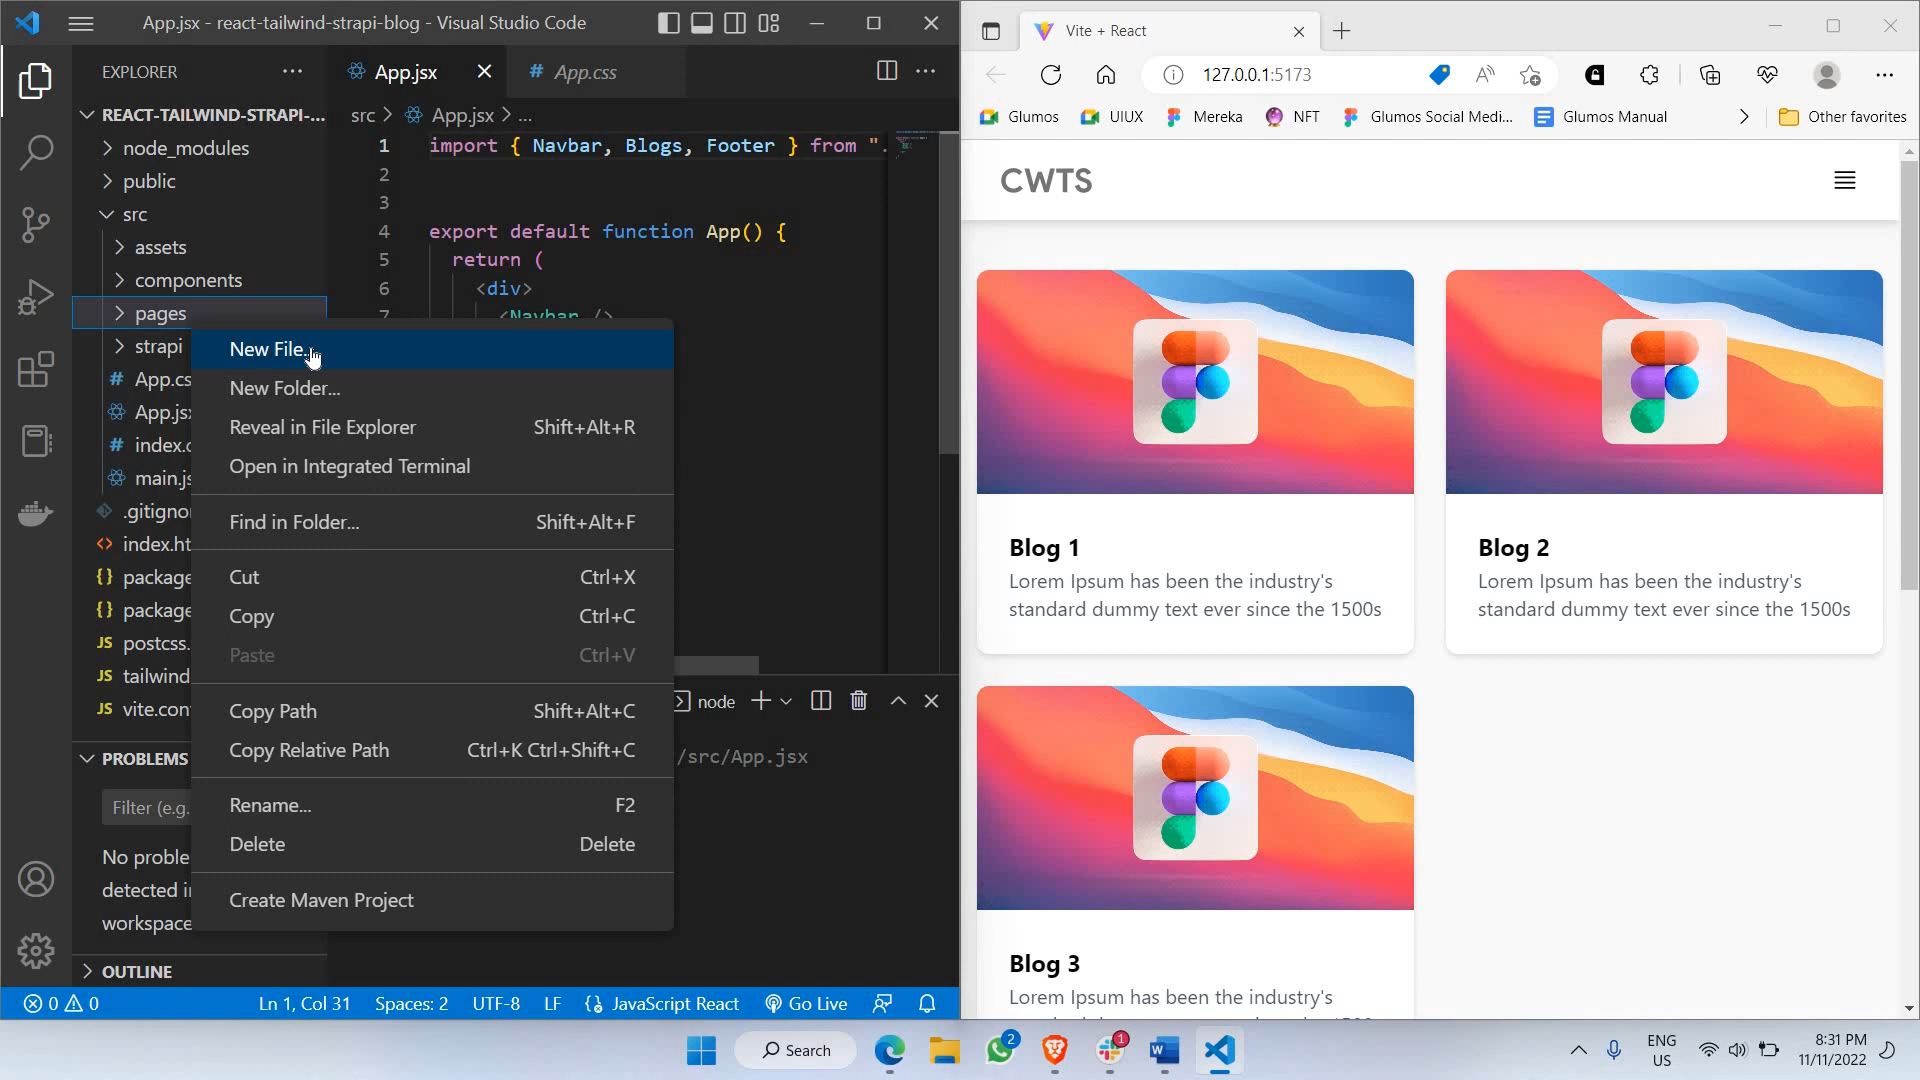 App.jsx - react-tailwind-strapi-blog - Visual Studio Code
EXPLORER
REACT-TAILWIND-STRAPI-...
node_modules
public
src
assets
components
pages
strapi
App.cs
App.jsx
index.c
main.js
.gitigno
index.ht
package
package
postcss.
tailwind
vite.con
PROBLEMS
Filter (e.g.
No proble
detected i
workspace
OUTLINE
App.jsx
App.css
src > App.jsx > ...
1 import { Navbar, Blogs, Footer } from ".
2
3
4 export default function App() {
5 return (
6 <div>
7 <Navbar />
New File...
New Folder...
Reveal in File Explorer Shift+Alt+R
Open in Integrated Terminal
Find in Folder... Shift+Alt+F
Cut Ctrl+X
Copy Ctrl+C
Paste Ctrl+V
Copy Path Shift+Alt+C
Copy Relative Path Ctrl+K Ctrl+Shift+C
Rename... F2
Delete Delete
Create Maven Project
node
/src/App.jsx
0 0
Ln 1, Col 31 Spaces: 2 UTF-8 LF JavaScript React Go Live
Vite + React
127.0.0.1:5173
Glumos UIUX Mereka NFT Glumos Social Medi... Glumos Manual Other favorites
CWTS
Blog 1
Lorem Ipsum has been the industry's
standard dummy text ever since the 1500s
Blog 2
Lorem Ipsum has been the industry's
standard dummy text ever since the 1500s
Blog 3
Lorem Ipsum has been the industry's
Search
2
1
ENG
US
8:31 PM
11/11/2022